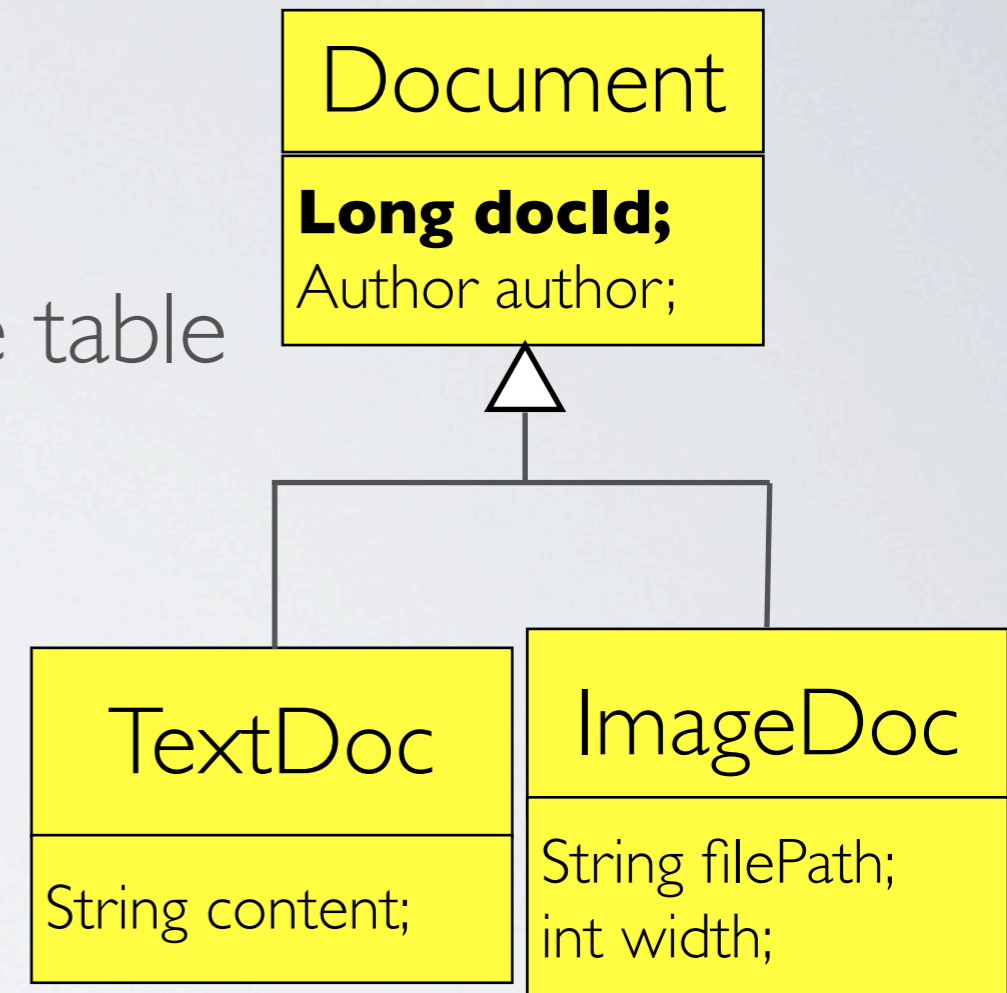 Document
Long docId;
Author author;
table
TextDoc
String content;
ImageDoc
String filePath;
int width;